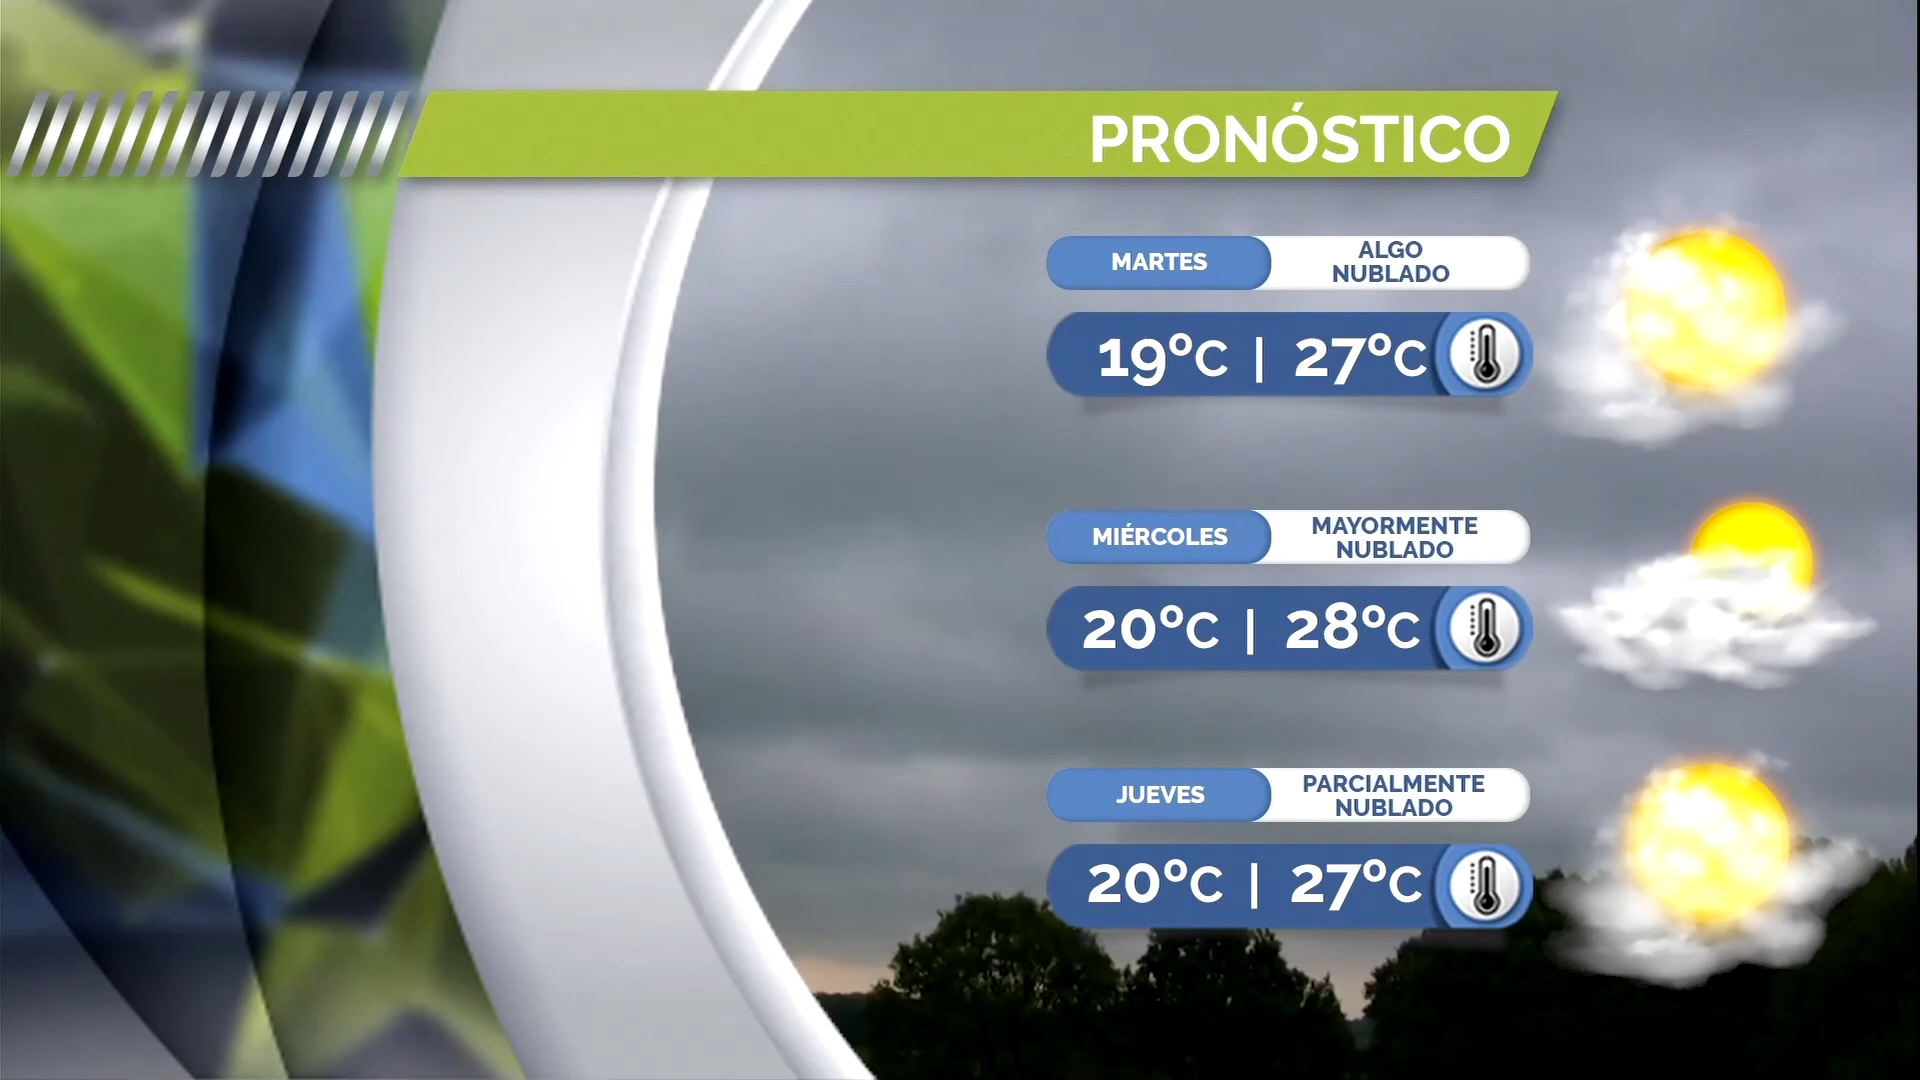 PRONÓSTICO
MARTES
ALGO
NUBLADO
19°C | 27°C
MIÉRCOLES
MAYORMENTE
NUBLADO
20°C | 28°C
JUEVES
PARCIALMENTE
NUBLADO
20°C | 27°C